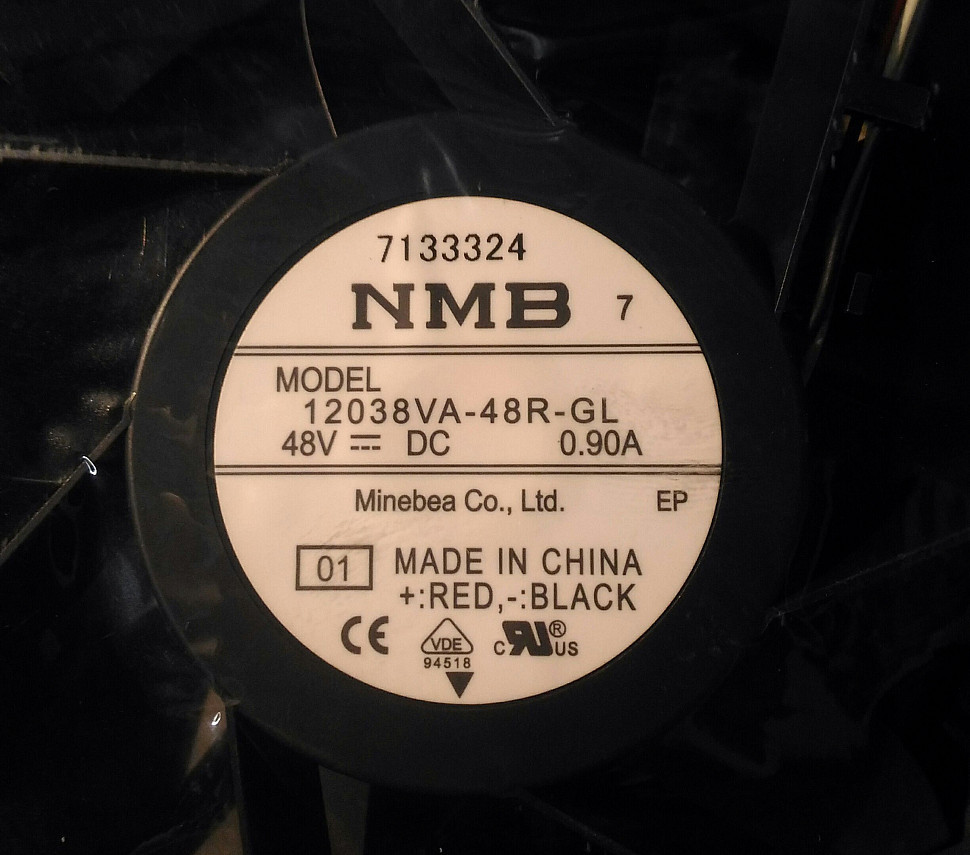 7133324
NMB 7
MODEL
12038VA-48R-GL
48V ⎓ DC 0.90A
Minebea Co., Ltd. EP
01 MADE IN CHINA
+:RED,-:BLACK
CE VDE c RU ® US
94518